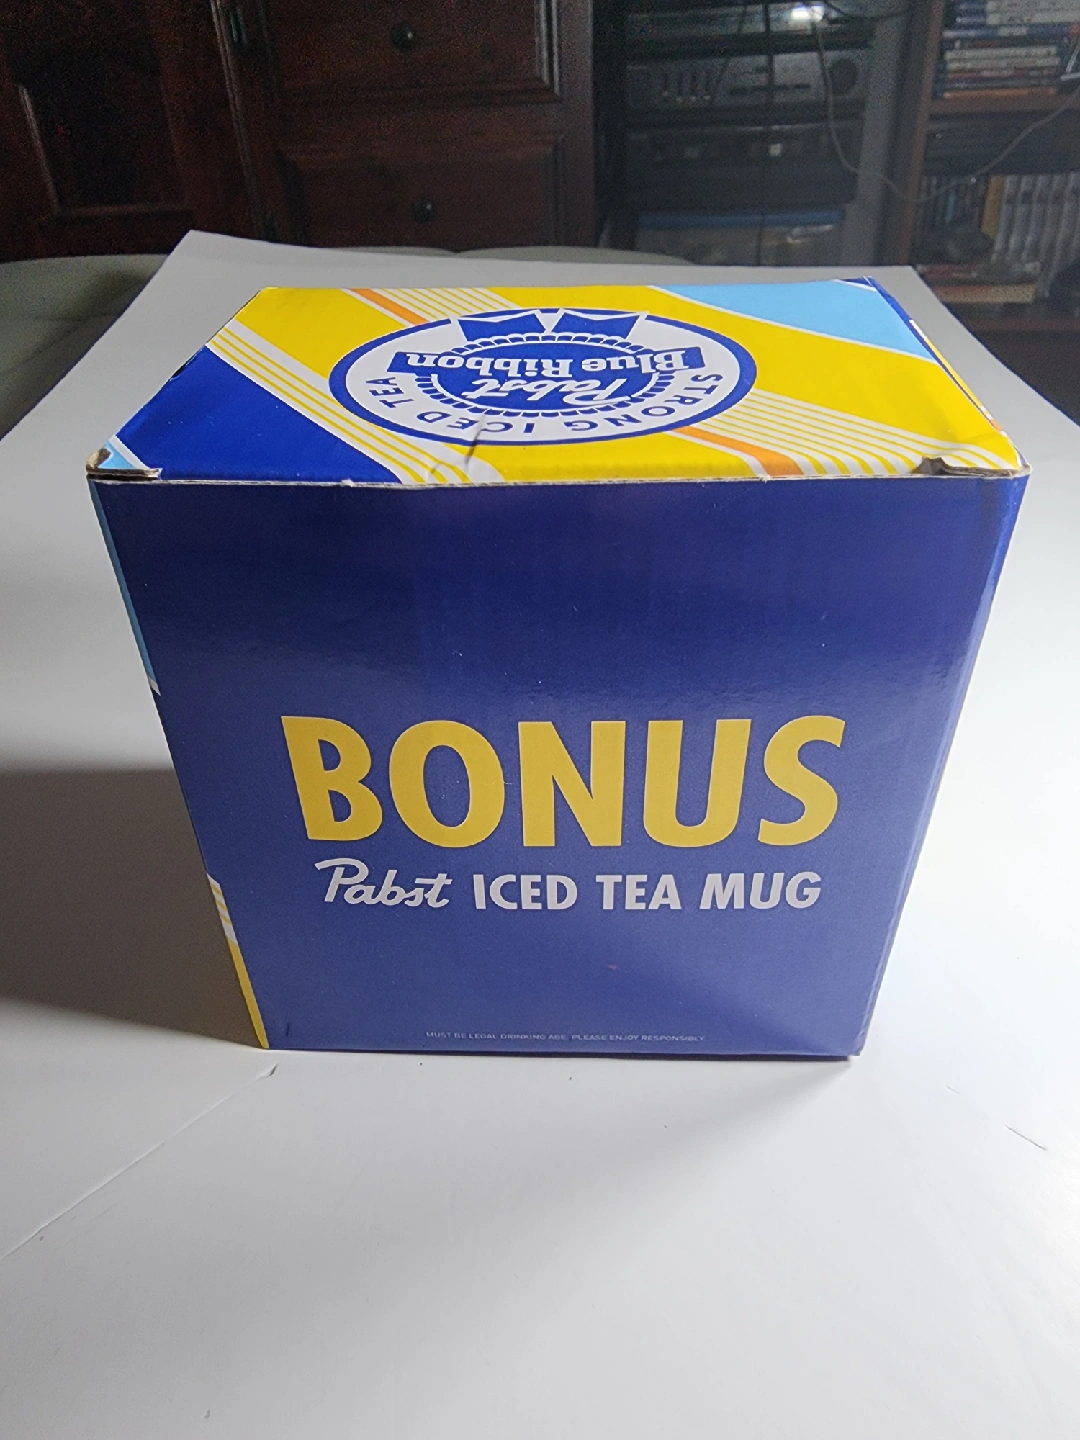 STRONG ICED TEA
Pabst
Blue Ribbon
BONUS
Pabst ICED TEA MUG
MUST BE LEGAL DRINKING AGE. PLEASE ENJOY RESPONSIBLY.